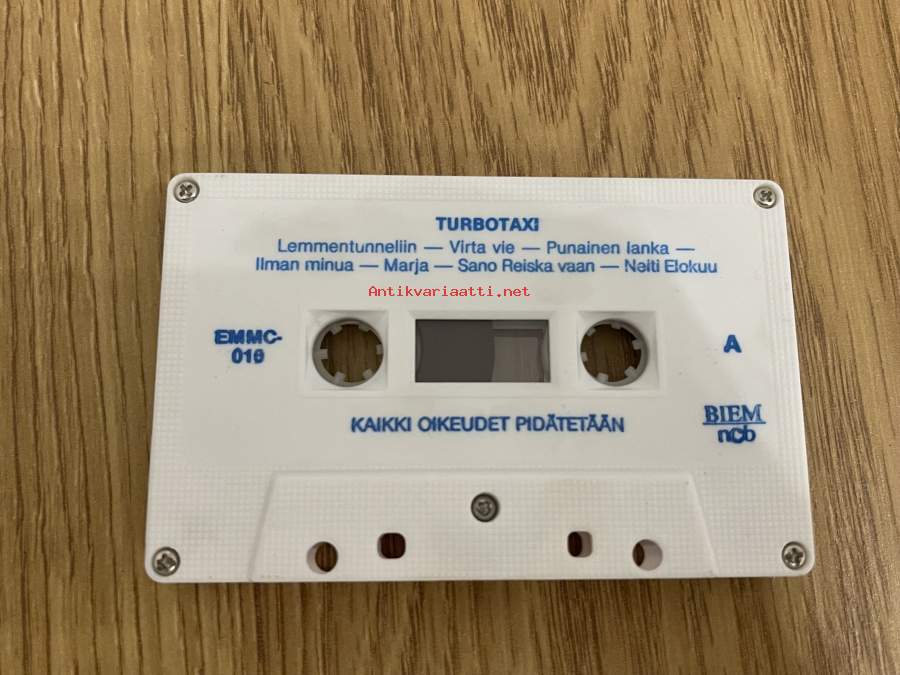 TURBOTAXI
Lemmentunneliin — Virta vie — Punainen lanka —
Ilman minua — Marja — Sano Reiska vaan — Neiti Elokuu
Antikvariaatti.net
EMMC-
A
KAIKKI OIKEUDET PIDÄTETÄÄN
BIEM
ncb